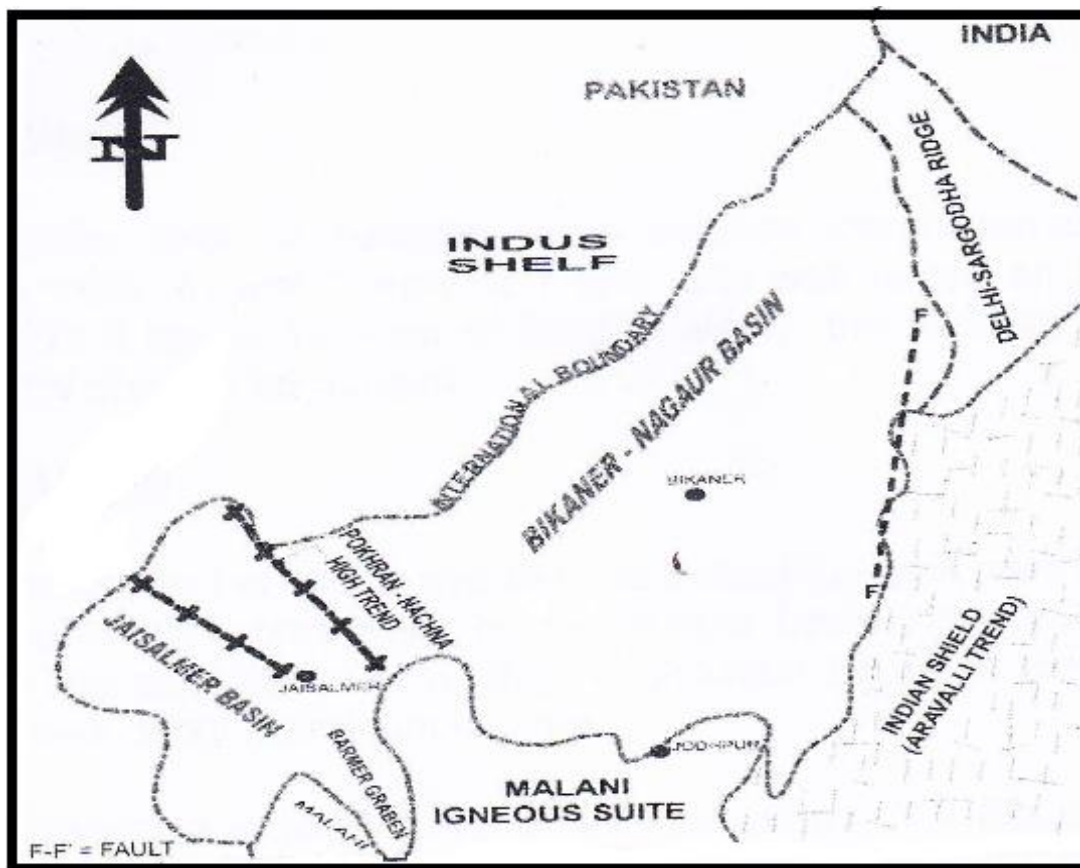 INDIA
PAKISTAN
N
DELHI-SARGODHA RIDGE
INDUS
SHELF
INTERNATIONAL BOUNDARY
BIKANER - NAGAUR BASIN
F
BIKANER
POKHRAN - NACHNA
HIGH TREND
F
JAISALMER BASIN
JAISALMER
INDIAN SHIELD
(ARAVALLI TREND)
BARMER GRABEN
JODHPUR
MALANI
IGNEOUS SUITE
MALANI
F-F' = FAULT